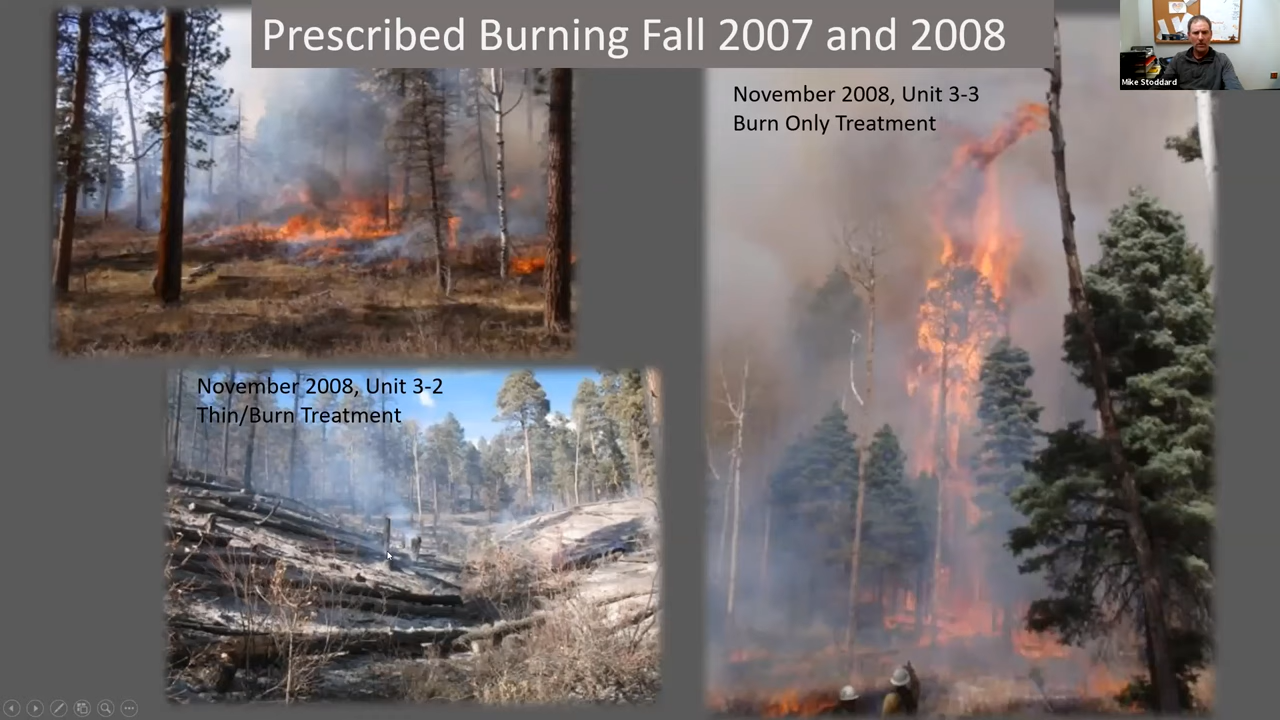 Prescribed Burning Fall 2007 and 2008
Mike Stoddard
November 2008, Unit 3-3
Burn Only Treatment
November 2008, Unit 3-2
Thin/Burn Treatment